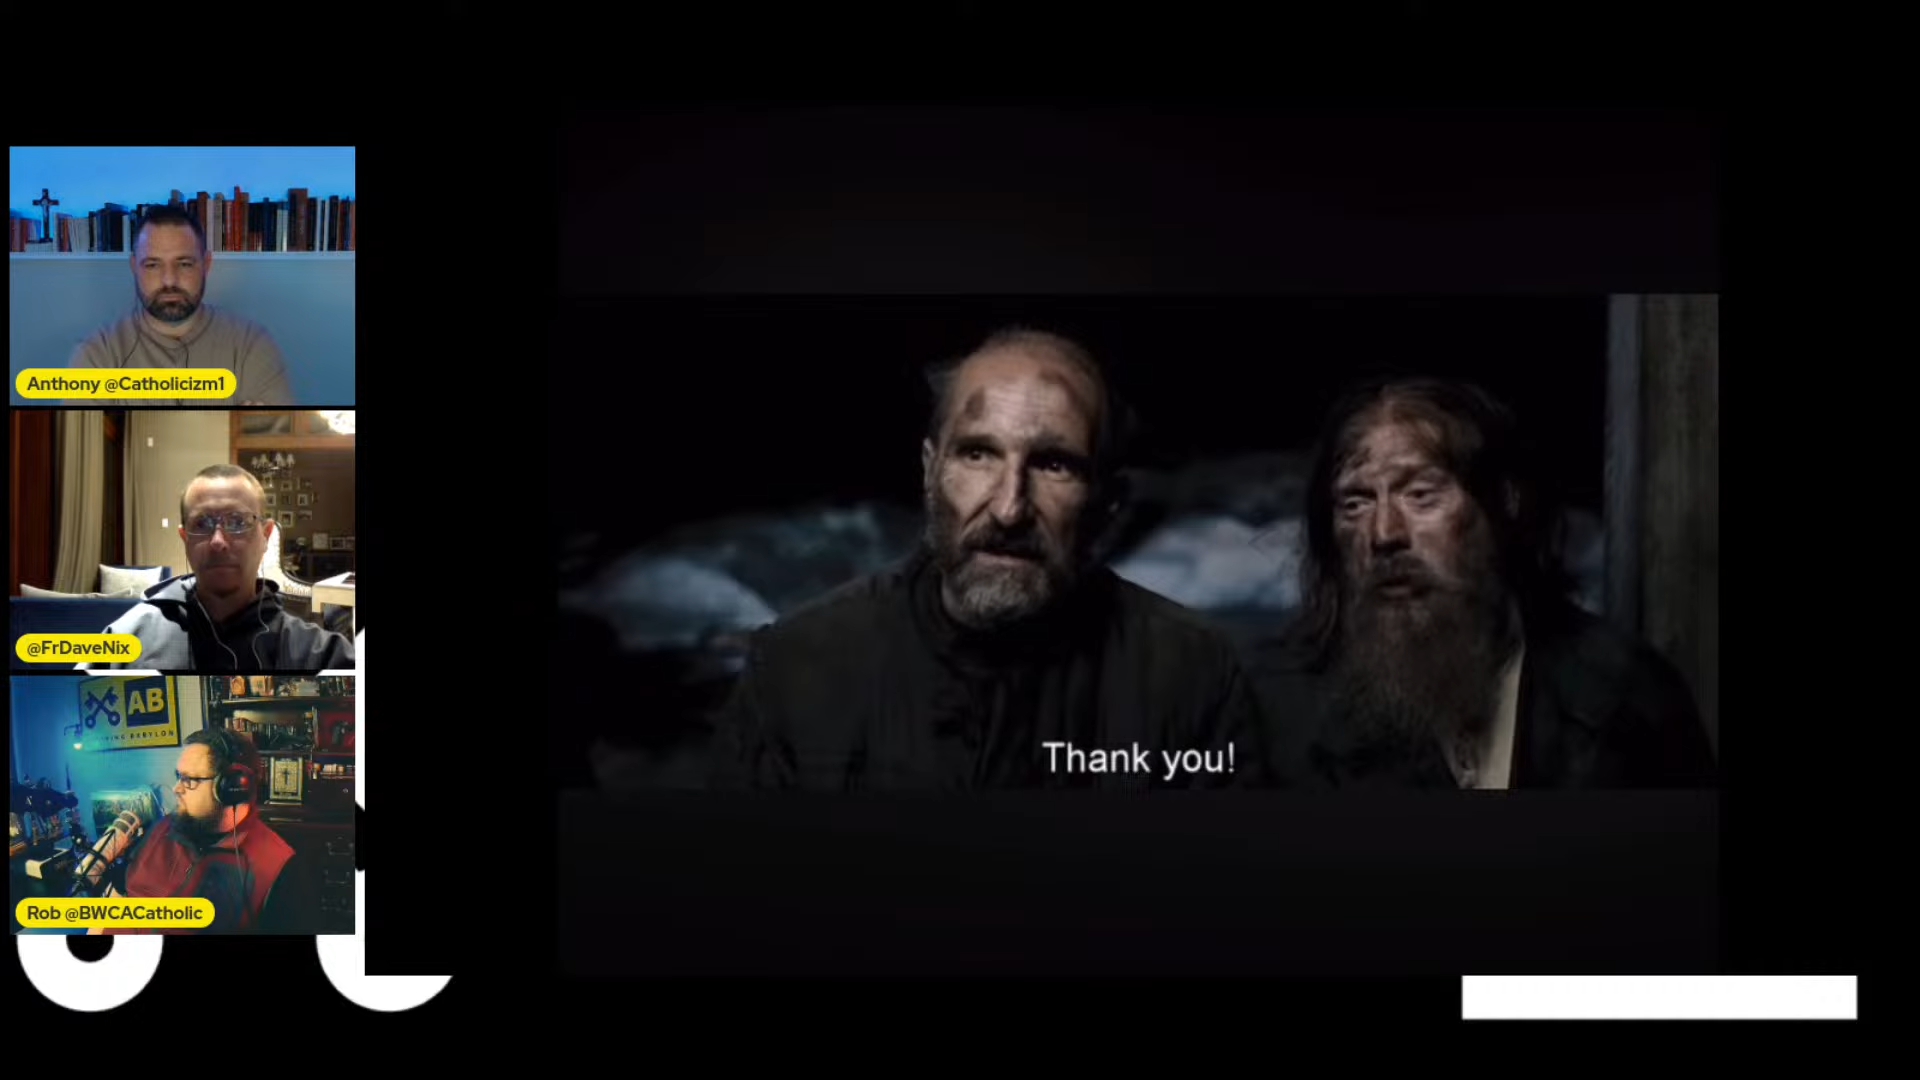 Anthony @Catholicizm1
@FrDaveNix
AB
Rob @BWCACatholic
Thank you!